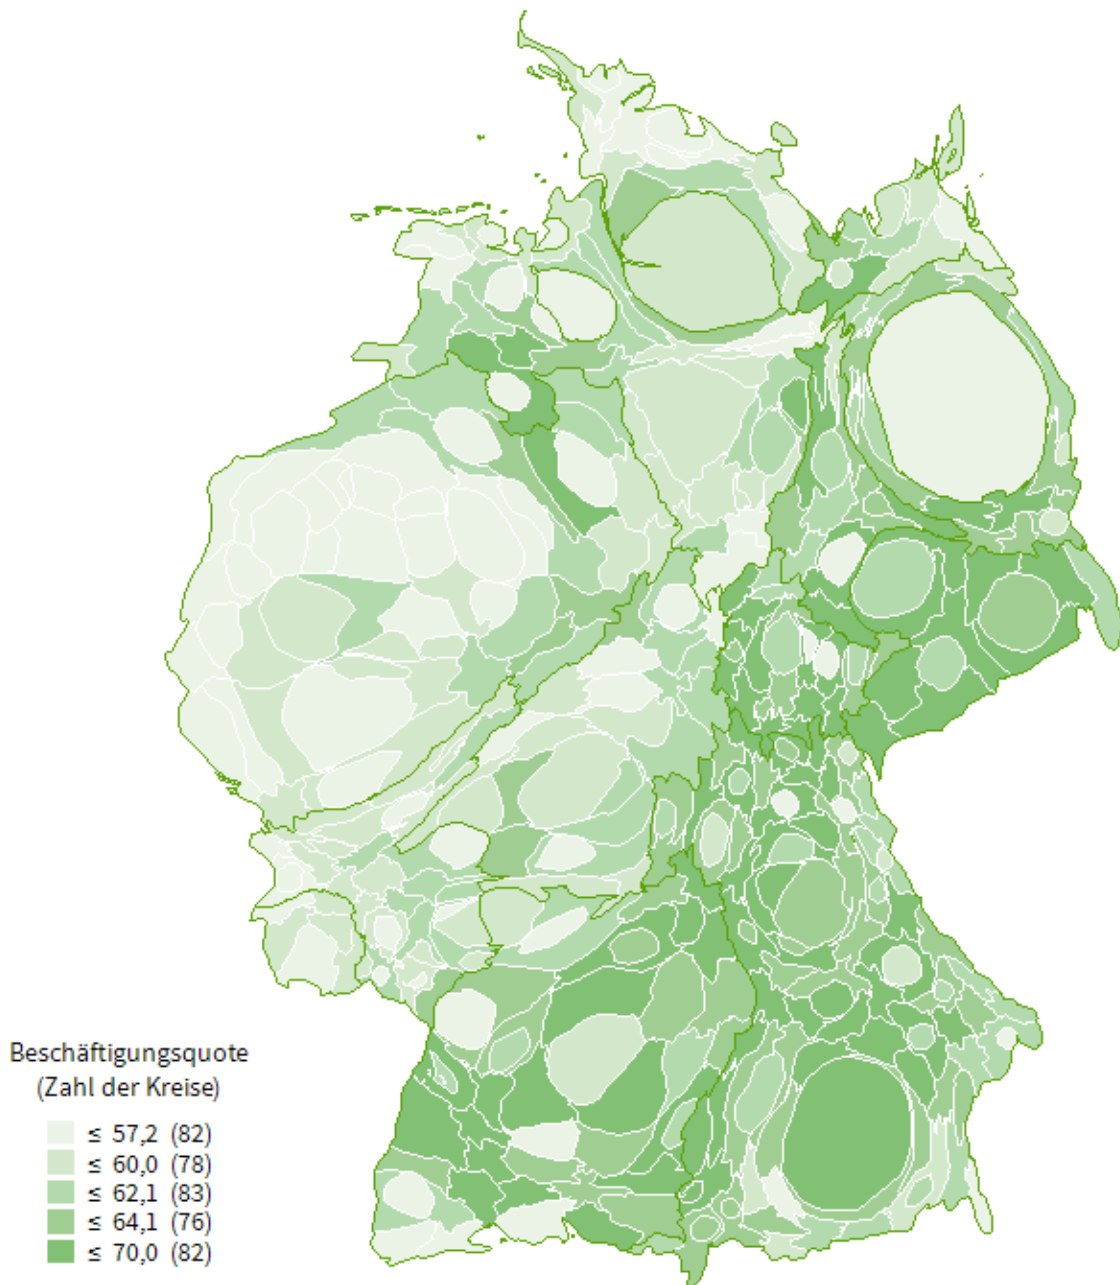 Beschäftigungsquote
(Zahl der Kreise)
≤ 57,2 (82)
≤ 60,0 (78)
≤ 62,1 (83)
≤ 64,1 (76)
≤ 70,0 (82)